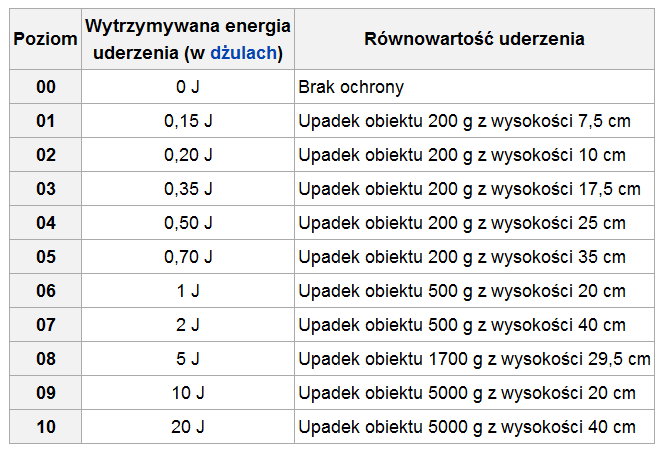 Poziom Wytrzymywana energia uderzenia (w dżulach) Równowartość uderzenia
00 0 J Brak ochrony
01 0,15 J Upadek obiektu 200 g z wysokości 7,5 cm
02 0,20 J Upadek obiektu 200 g z wysokości 10 cm
03 0,35 J Upadek obiektu 200 g z wysokości 17,5 cm
04 0,50 J Upadek obiektu 200 g z wysokości 25 cm
05 0,70 J Upadek obiektu 200 g z wysokości 35 cm
06 1 J Upadek obiektu 500 g z wysokości 20 cm
07 2 J Upadek obiektu 500 g z wysokości 40 cm
08 5 J Upadek obiektu 1700 g z wysokości 29,5 cm
09 10 J Upadek obiektu 5000 g z wysokości 20 cm
10 20 J Upadek obiektu 5000 g z wysokości 40 cm